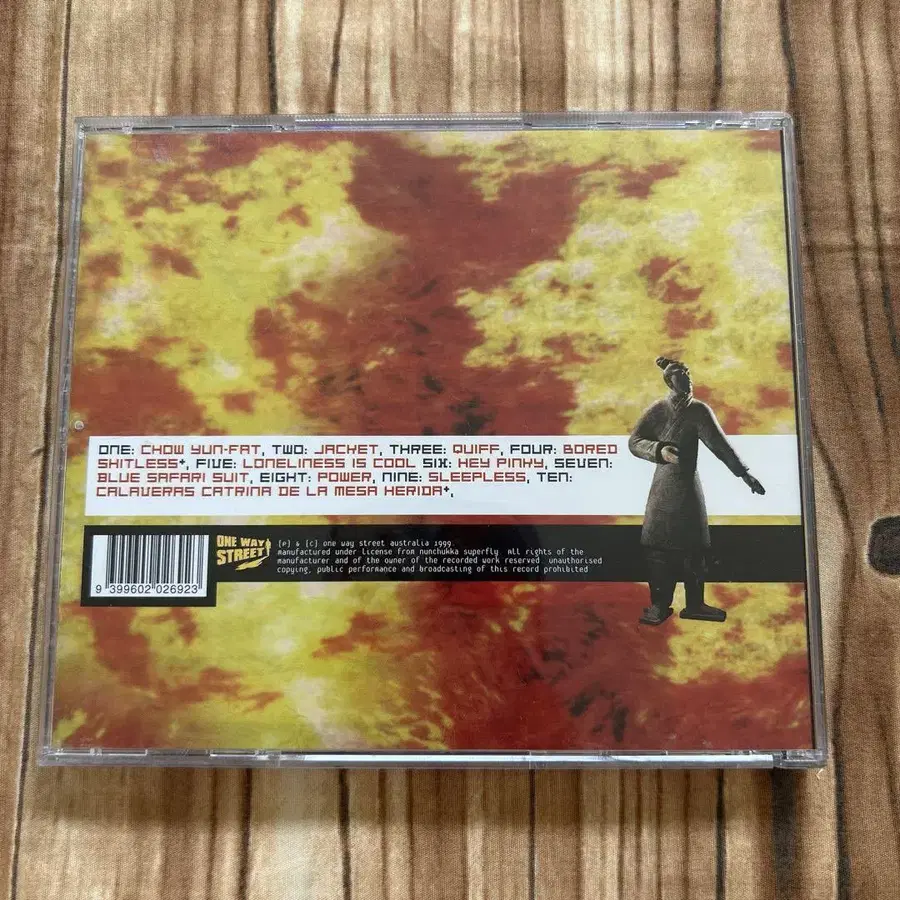 ONE: CHOW YUN-FAT, TWO: JACKET, THREE: QUIFF, FOUR: BORED
SHITLESS+, FIVE: LONELINESS IS COOL SIX: HEY PINKY, SEVEN:
BLUE SAFARI SUIT, EIGHT: POWER, NINE: SLEEPLESS, TEN:
CALAVERAS CATRINA DE LA MESA HERIDA+,
ONE WAY
STREET
(p) & (c) one way street australia 1999.
manufactured under license from nunchukka superfly All rights of the
manufacturer and of the owner of the recorded work reserved unauthorised
copying, public performance and broadcasting of this record prohibited
9 399602 026923